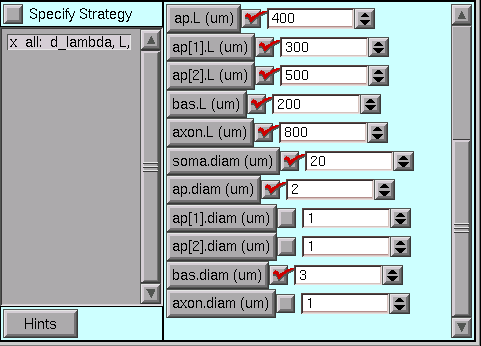 Specify Strategy
x all: d_lambda, L,
Hints
ap.L (um) 400
ap[1].L (um) 300
ap[2].L (um) 500
bas.L (um) 200
axon.L (um) 800
soma.diam (um) 20
ap.diam (um) 2
ap[1].diam (um) 1
ap[2].diam (um) 1
bas.diam (um) 3
axon.diam (um) 1